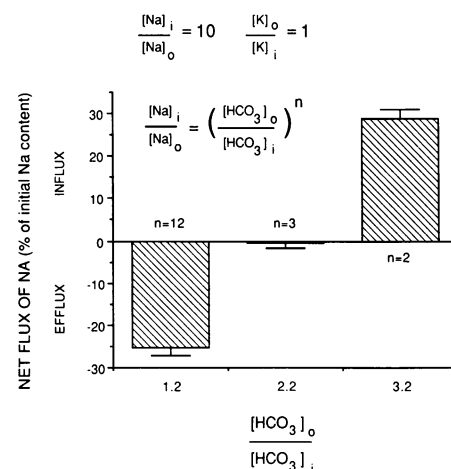 [Na] i / [Na] o = 10 [K] o / [K] i = 1
[Na] i / [Na] o = ( [HCO3] o / [HCO3] i ) n
NET FLUX OF NA (% of initial Na content)
EFFLUX INFLUX
30
20
10
0
-10
-20
-30
n=12 n=3
n=2
1.2 2.2 3.2
[HCO3] o
[HCO3] i